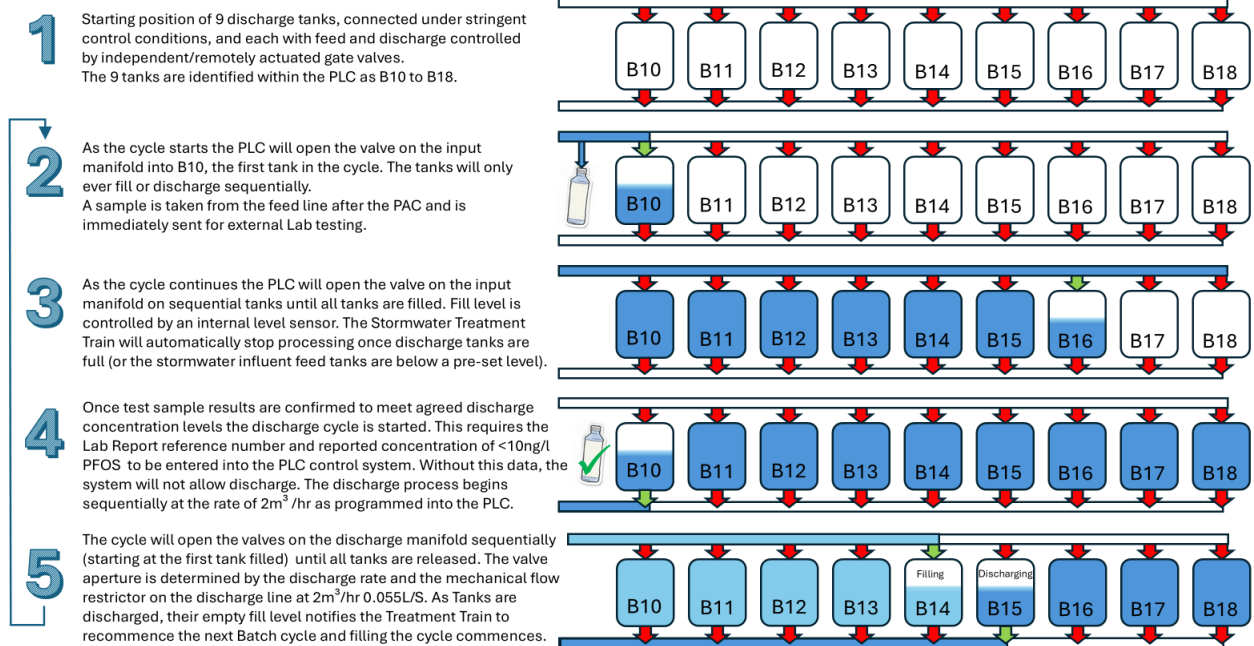 1
Starting position of 9 discharge tanks, connected under stringent
control conditions, and each with feed and discharge controlled
by independent/remotely actuated gate valves.
The 9 tanks are identified within the PLC as B10 to B18.
B10 B11 B12 B13 B14 B15 B16 B17 B18
2
As the cycle starts the PLC will open the valve on the input
manifold into B10, the first tank in the cycle. The tanks will only
ever fill or discharge sequentially.
A sample is taken from the feed line after the PAC and is
immediately sent for external Lab testing.
B10 B11 B12 B13 B14 B15 B16 B17 B18
3
As the cycle continues the PLC will open the valve on the input
manifold on sequential tanks until all tanks are filled. Fill level is
controlled by an internal level sensor. The Stormwater Treatment
Train will automatically stop processing once discharge tanks are
full (or the stormwater influent feed tanks are below a pre-set level).
B10 B11 B12 B13 B14 B15 B16 B17 B18
4
Once test sample results are confirmed to meet agreed discharge
concentration levels the discharge cycle is started. This requires the
Lab Report reference number and reported concentration of <10ng/l
PFOS to be entered into the PLC control system. Without this data, the
system will not allow discharge. The discharge process begins
sequentially at the rate of 2m³ /hr as programmed into the PLC.
B10 B11 B12 B13 B14 B15 B16 B17 B18
5
The cycle will open the valves on the discharge manifold sequentially
(starting at the first tank filled) until all tanks are released. The valve
aperture is determined by the discharge rate and the mechanical flow
restrictor on the discharge line at 2m³/hr 0.055L/S. As Tanks are
discharged, their empty fill level notifies the Treatment Train to
recommence the next Batch cycle and filling the cycle commences.
Filling Discharging
B10 B11 B12 B13 B14 B15 B16 B17 B18